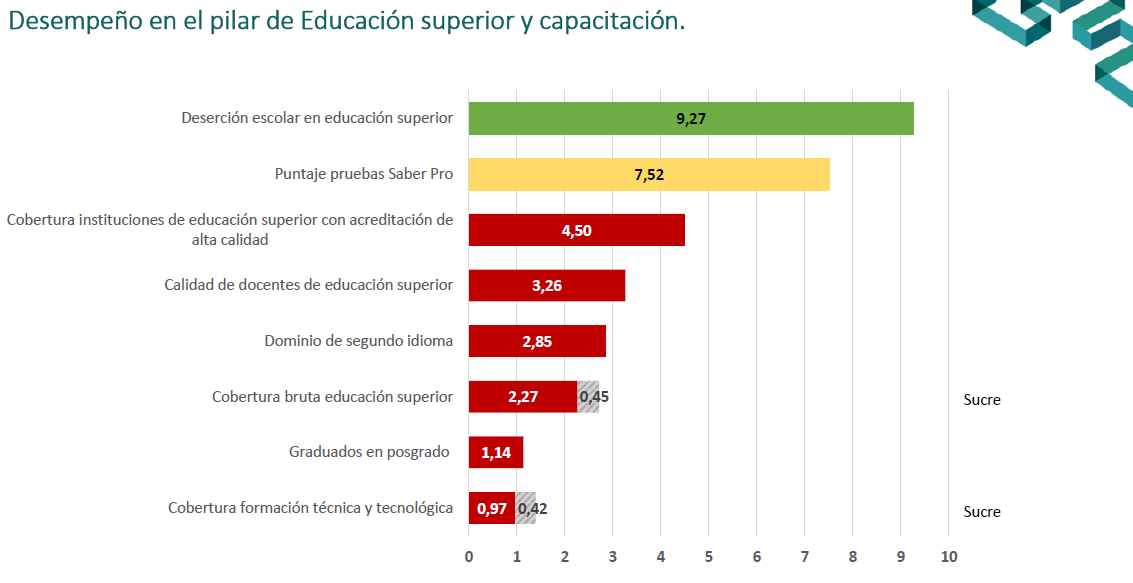 Desempeño en el pilar de Educación superior y capacitación.
Deserción escolar en educación superior
9,27
Puntaje pruebas Saber Pro
7,52
Cobertura instituciones de educación superior con acreditación de
alta calidad
4,50
Calidad de docentes de educación superior
3,26
Dominio de segundo idioma
2,85
Cobertura bruta educación superior
2,27
0,45
Sucre
Graduados en posgrado
1,14
Cobertura formación técnica y tecnológica
0,97
0,42
Sucre
0 1 2 3 4 5 6 7 8 9 10